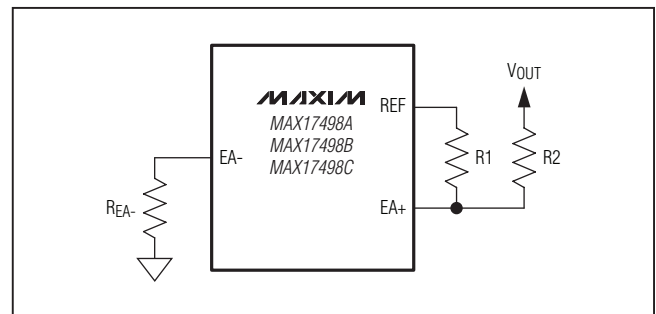 VOUT
MAXIM
REF
MAX17498A
MAX17498B
MAX17498C
R1
R2
EA-
REA-
EA+